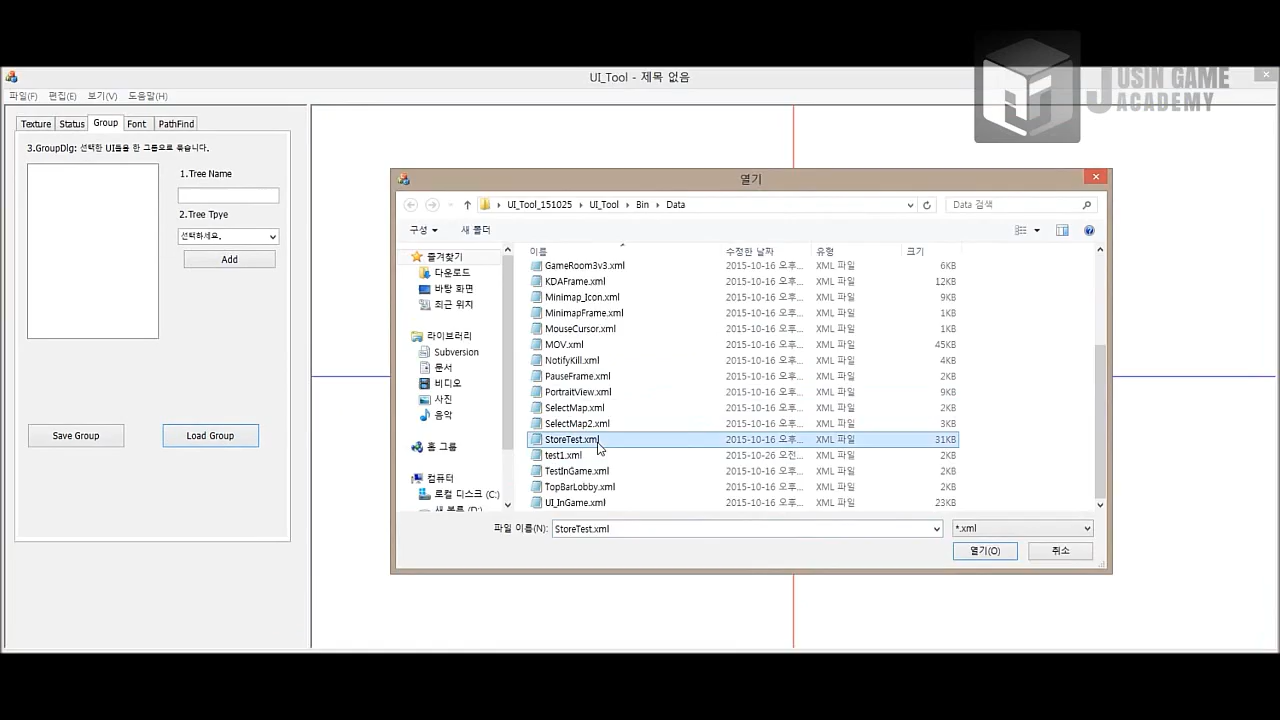 JUSIN GAME
ACADEMY
UI_Tool - 제목 없음
파일(F) 편집(E) 보기(V) 도움말(H)
Texture Status Group Font PathFind
3.GroupDlg: 선택한 UI들을 한 그룹으로 묶습니다.
1.Tree Name
2.Tree Tpye
선택하세요.
Add
Save Group Load Group
열기
UI_Tool_151025 UI_Tool Bin Data
Data 검색
구성 새 폴더
즐겨찾기
다운로드
바탕 화면
최근 위치
라이브러리
Subversion
문서
비디오
사진
음악
홈 그룹
컴퓨터
로컬 디스크 (C:)
새 볼륨 (D:)
이름 수정한 날짜 유형 크기
GameRoom3v3.xml 2015-10-16 오후... XML 파일 6KB
KDAFrame.xml 2015-10-16 오후... XML 파일 12KB
Minimap_Icon.xml 2015-10-16 오후... XML 파일 9KB
MinimapFrame.xml 2015-10-16 오후... XML 파일 1KB
MouseCursor.xml 2015-10-16 오후... XML 파일 1KB
MOV.xml 2015-10-16 오후... XML 파일 45KB
NotifyKill.xml 2015-10-16 오후... XML 파일 4KB
PauseFrame.xml 2015-10-16 오후... XML 파일 2KB
PortraitView.xml 2015-10-16 오후... XML 파일 9KB
SelectMap.xml 2015-10-16 오후... XML 파일 2KB
SelectMap2.xml 2015-10-16 오후... XML 파일 3KB
StoreTest.xml 2015-10-16 오후... XML 파일 31KB
test1.xml 2015-10-26 오전... XML 파일 2KB
TestInGame.xml 2015-10-16 오후... XML 파일 2KB
TopBarLobby.xml 2015-10-16 오후... XML 파일 2KB
UI_InGame.xml 2015-10-16 오후... XML 파일 23KB
파일 이름(N): StoreTest.xml *.xml
열기(O) 취소